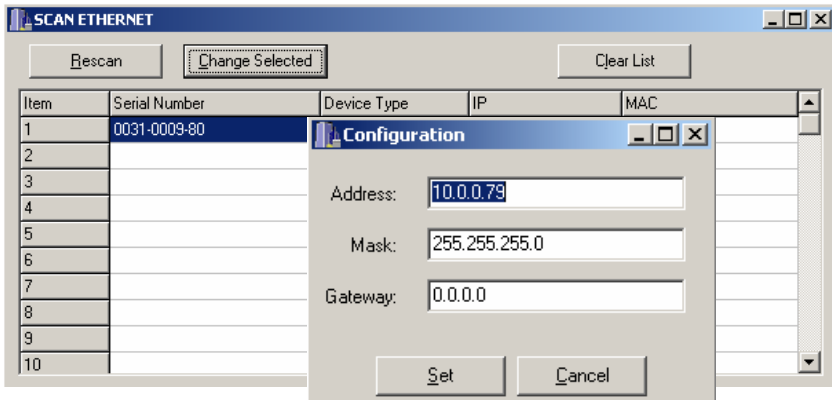 SCAN ETHERNET
Rescan Change Selected Clear List
Item Serial Number Device Type IP MAC
1 0031-0009-80
2
3
4
5
6
7
8
9
10
Configuration
Address: 10.0.0.79
Mask: 255.255.255.0
Gateway: 0.0.0.0
Set Cancel